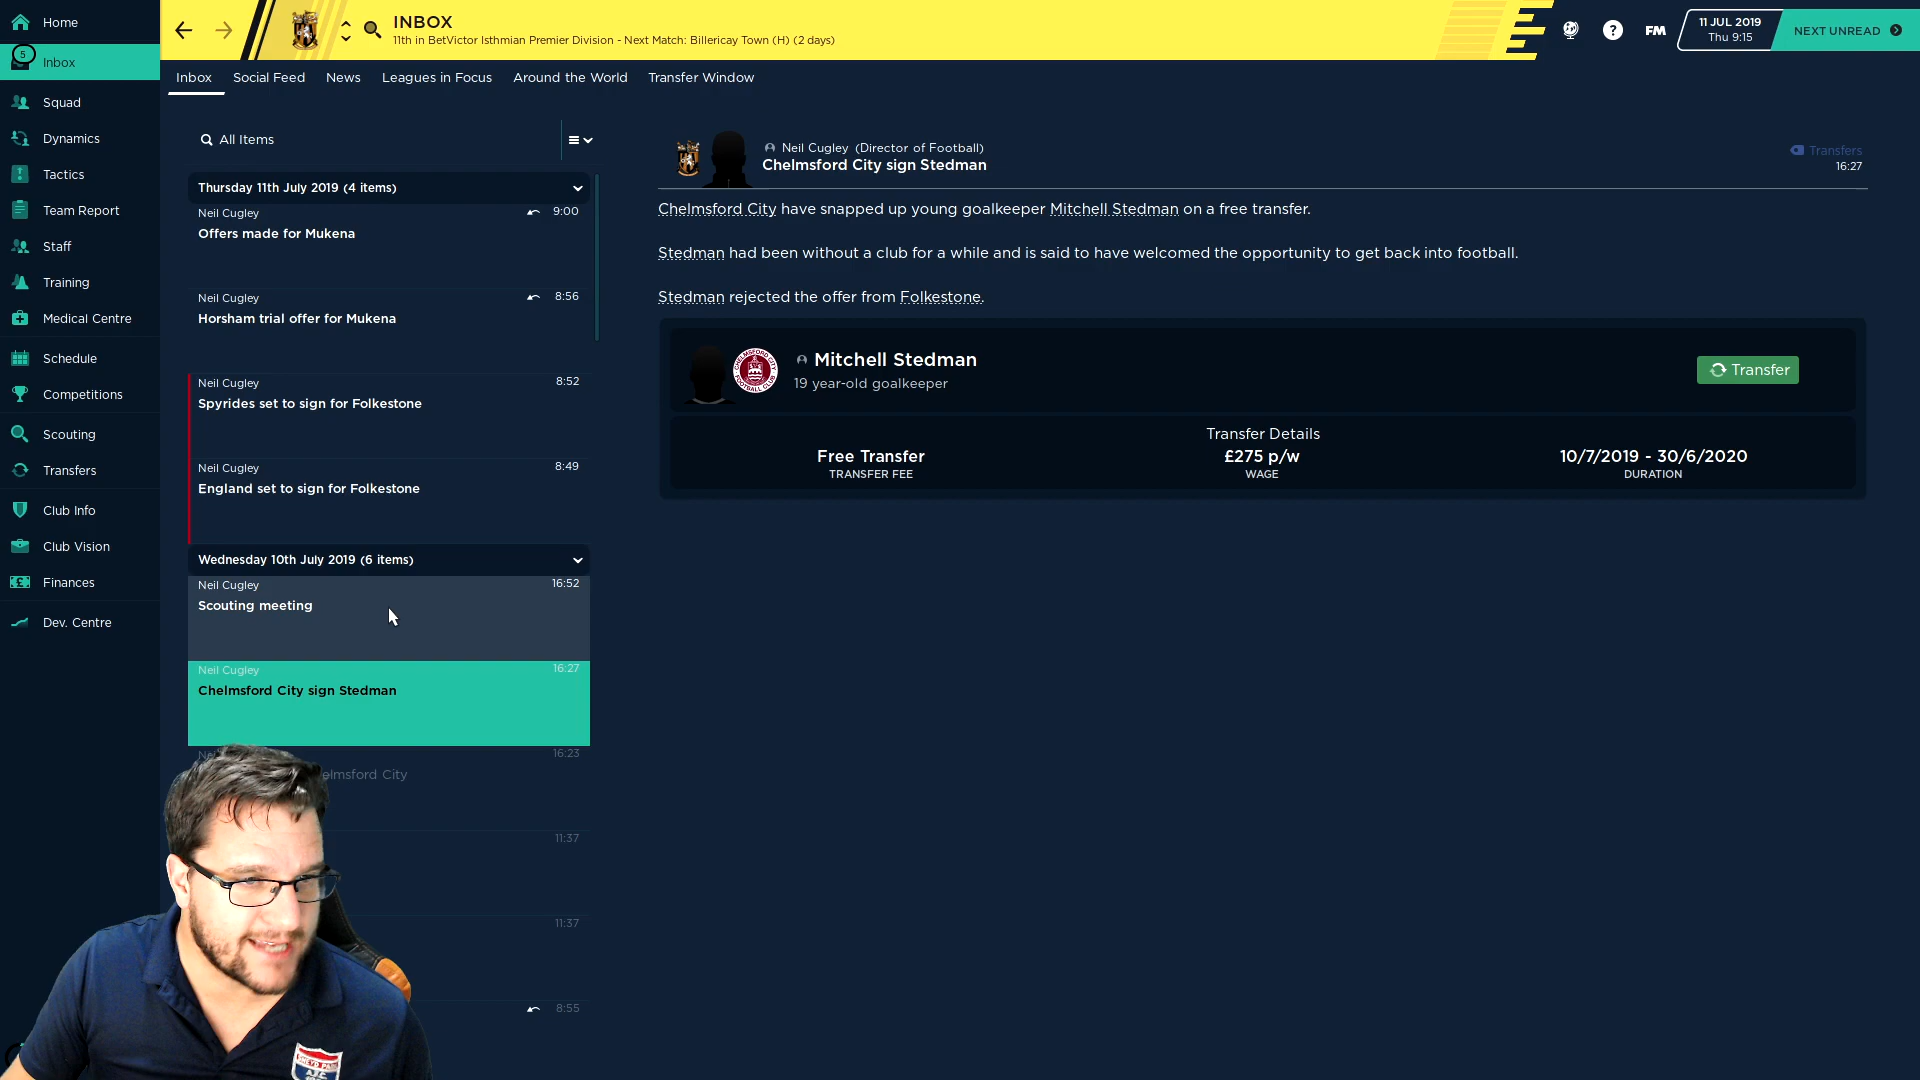 Home
5
Inbox
Squad
Dynamics
Tactics
Team Report
Staff
Training
Medical Centre
Schedule
Competitions
Scouting
Transfers
Club Info
Club Vision
Finances
Dev. Centre
INBOX
11th in BetVictor Isthmian Premier Division - Next Match: Billericay Town (H) (2 days)
?
FM
11 JUL 2019
Thu 9:15
NEXT UNREAD
Inbox Social Feed News Leagues in Focus Around the World Transfer Window
All Items
Thursday 11th July 2019 (4 items)
Neil Cugley 9:00
Offers made for Mukena
Neil Cugley 8:56
Horsham trial offer for Mukena
Neil Cugley 8:52
Spyrides set to sign for Folkestone
Neil Cugley 8:49
England set to sign for Folkestone
Wednesday 10th July 2019 (6 items)
Neil Cugley 16:52
Scouting meeting
Neil Cugley 16:27
Chelmsford City sign Stedman
16:23
elmsford City
11:37
11:37
8:55
Neil Cugley (Director of Football)
Chelmsford City sign Stedman
Transfers
16:27
Chelmsford City have snapped up young goalkeeper Mitchell Stedman on a free transfer.
Stedman had been without a club for a while and is said to have welcomed the opportunity to get back into football.
Stedman rejected the offer from Folkestone.
Mitchell Stedman
19 year-old goalkeeper
Transfer
Transfer Details
Free Transfer £275 p/w 10/7/2019 - 30/6/2020
TRANSFER FEE WAGE DURATION